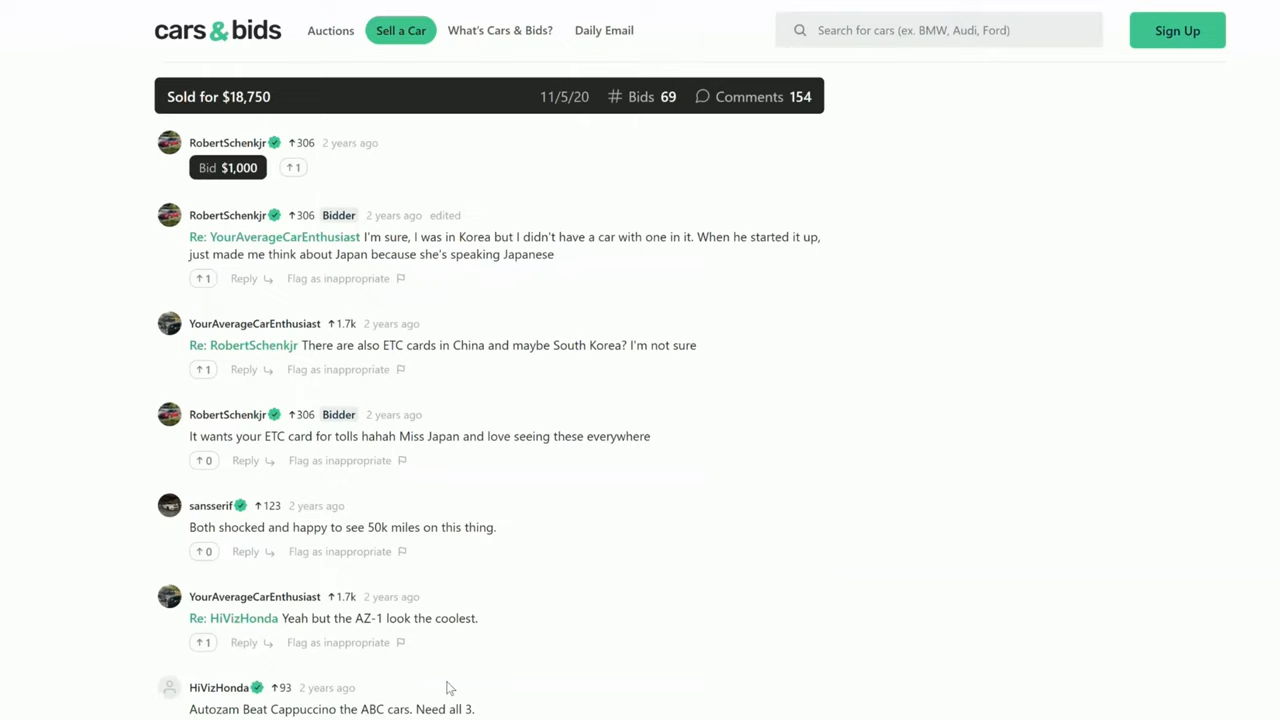 cars & bids Auctions Sell a Car What's Cars & Bids? Daily Email Search for cars (ex. BMW, Audi, Ford) Sign Up
Sold for $18,750 11/5/20 # Bids 69 Comments 154
RobertSchenkjr ↑306 2 years ago
Bid $1,000 ↑1
RobertSchenkjr ↑306 Bidder 2 years ago edited
Re: YourAverageCarEnthusiast I'm sure, I was in Korea but I didn't have a car with one in it. When he started it up,
just made me think about Japan because she's speaking Japanese
↑1 Reply Flag as inappropriate
YourAverageCarEnthusiast ↑1.7k 2 years ago
Re: RobertSchenkjr There are also ETC cards in China and maybe South Korea? I'm not sure
↑1 Reply Flag as inappropriate
RobertSchenkjr ↑306 Bidder 2 years ago
It wants your ETC card for tolls hahah Miss Japan and love seeing these everywhere
↑0 Reply Flag as inappropriate
sansserif ↑123 2 years ago
Both shocked and happy to see 50k miles on this thing.
↑0 Reply Flag as inappropriate
YourAverageCarEnthusiast ↑1.7k 2 years ago
Re: HiVizHonda Yeah but the AZ-1 look the coolest.
↑1 Reply Flag as inappropriate
HiVizHonda ↑93 2 years ago
Autozam Beat Cappuccino the ABC cars. Need all 3.